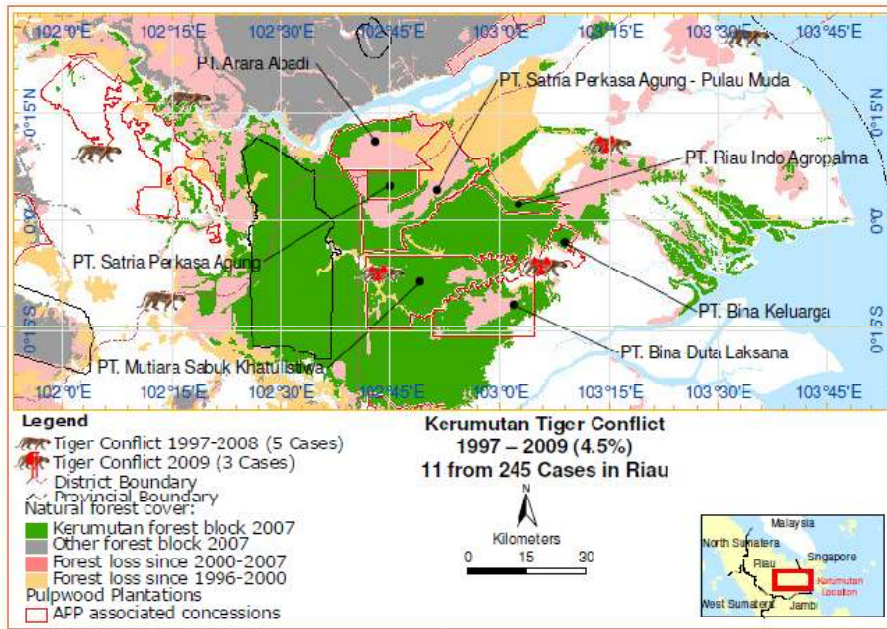 102°0'E 102°15'E 102°30'E 102°45'E 103°0'E 103°15'E 103°30'E 103°45'E
PT. Arara Abadi
PT. Satria Perkasa Agung - Pulau Muda
0°15'N 0°15'N
PT. Riau Indo Agropalma
0°0' 0°0'
PT. Satria Perkasa Agung
PT. Bina Keluarga
0°15'S 0°15'S
PT. Bina Duta Laksana
PT. Mutiara Sabuk Khatulistiwa
102°0'E 102°15'E 102°30'E 102°45'E 103°0'E 103°15'E 103°30'E 103°45'E
Legend
Tiger Conflict 1997-2008 (5 Cases)
Tiger Conflict 2009 (3 Cases)
District Boundary
Provincial Boundary
Natural forest cover:
Kerumutan forest block 2007
Other forest block 2007
Forest loss since 2000-2007
Forest loss since 1996-2000
Pulpwood Plantations
APP associated concessions
Kerumutan Tiger Conflict
1997 – 2009 (4.5%)
11 from 245 Cases in Riau
N
Kilometers
0 15 30
Malaysia
North Sumatera
Singapore
Riau
Kerumutan
Location
West Sumatera
Jambi